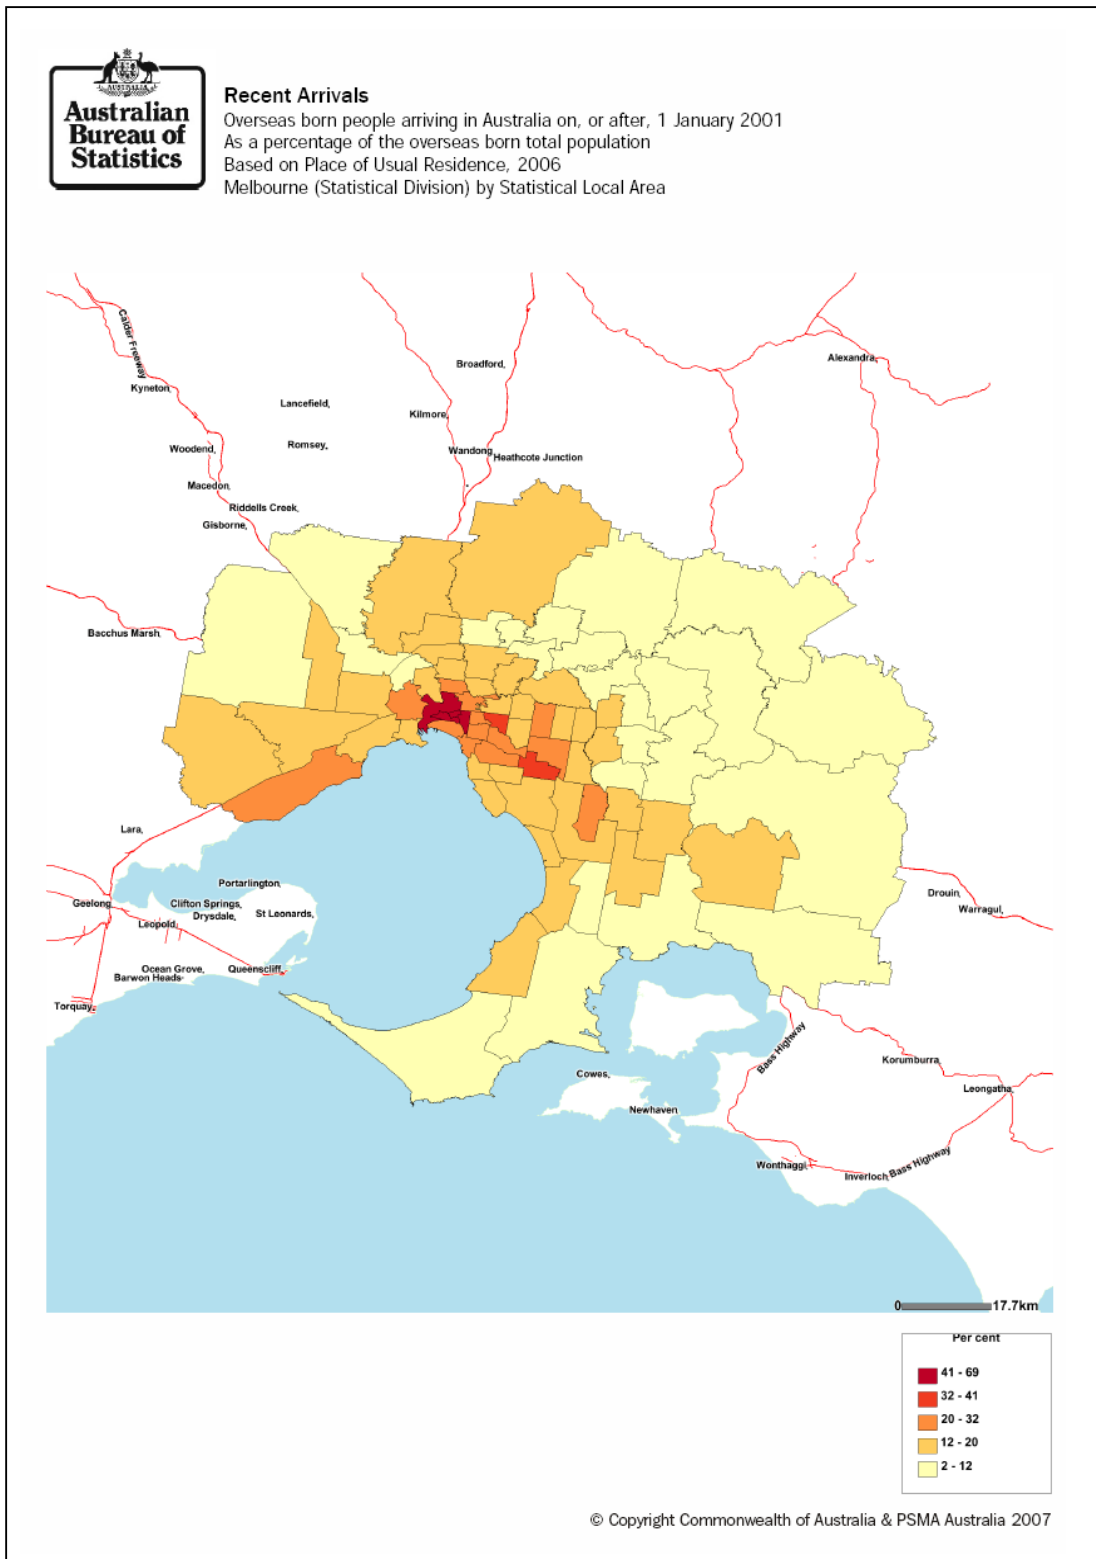 AUSTRALIA
Australian
Bureau of
Statistics
Recent Arrivals
Overseas born people arriving in Australia on, or after, 1 January 2001
As a percentage of the overseas born total population
Based on Place of Usual Residence, 2006
Melbourne (Statistical Division) by Statistical Local Area
Calder Freeway
Kyneton
Lancefield
Broadford
Alexandra
Kilmore
Woodend
Romsey
Wandong
Heathcote Junction
Macedon
Riddells Creek
Gisborne
Bacchus Marsh
Lara
Portarlington
Geelong
Clifton Springs
Drysdale
St Leonards
Leopold
Drouin
Warragul
Ocean Grove
Barwon Heads
Queenscliff
Torquay
Bass Highway
Korumburra
Cowes
Leongatha
Newhaven
Wonthaggi
Inverloch
Bass Highway
0 17.7km
Per cent
41 - 69
32 - 41
20 - 32
12 - 20
2 - 12
© Copyright Commonwealth of Australia & PSMA Australia 2007